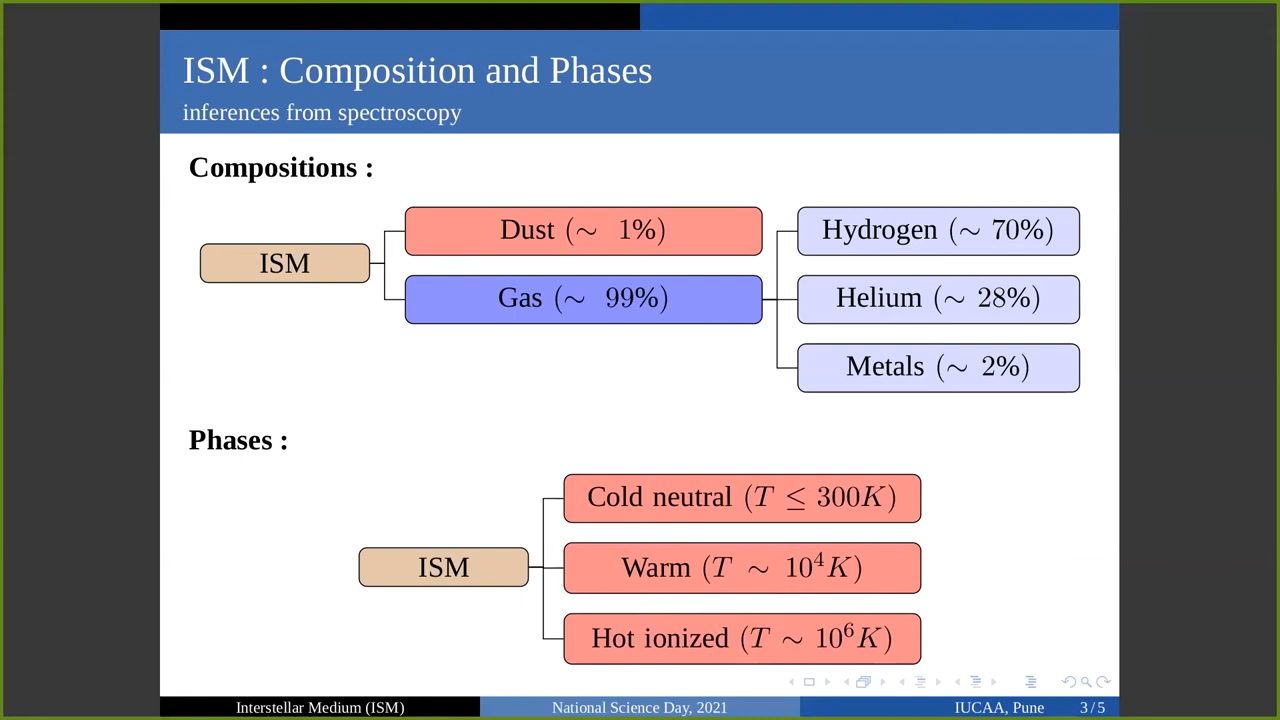 ISM : Composition and Phases
inferences from spectroscopy
Compositions :
ISM
Dust (∼ 1%)
Gas (∼ 99%)
Hydrogen (∼ 70%)
Helium (∼ 28%)
Metals (∼ 2%)
Phases :
ISM
Cold neutral (T ≤ 300K)
Warm (T ∼ 10⁴K)
Hot ionized (T ∼ 10⁶K)
Interstellar Medium (ISM) National Science Day, 2021 IUCAA, Pune 3 / 5